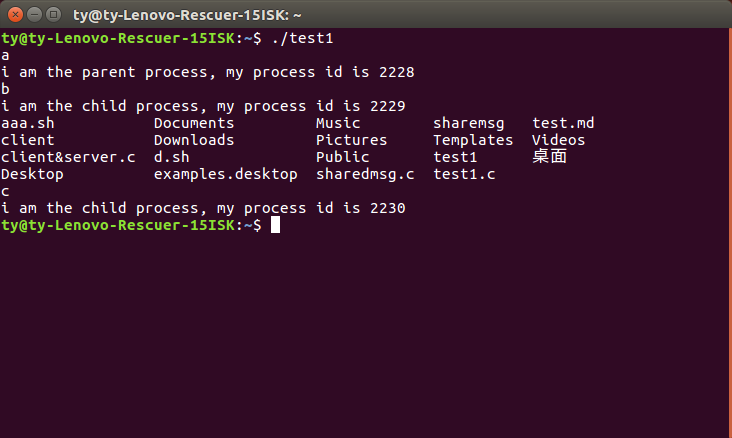 ty@ty-Lenovo-Rescuer-15ISK: ~
ty@ty-Lenovo-Rescuer-15ISK:~$ ./test1
a
i am the parent process, my process id is 2228
b
i am the child process, my process id is 2229
aaa.sh Documents Music sharemsg test.md
client Downloads Pictures Templates Videos
client&server.c d.sh Public test1 桌面
Desktop examples.desktop sharedmsg.c test1.c
c
i am the child process, my process id is 2230
ty@ty-Lenovo-Rescuer-15ISK:~$